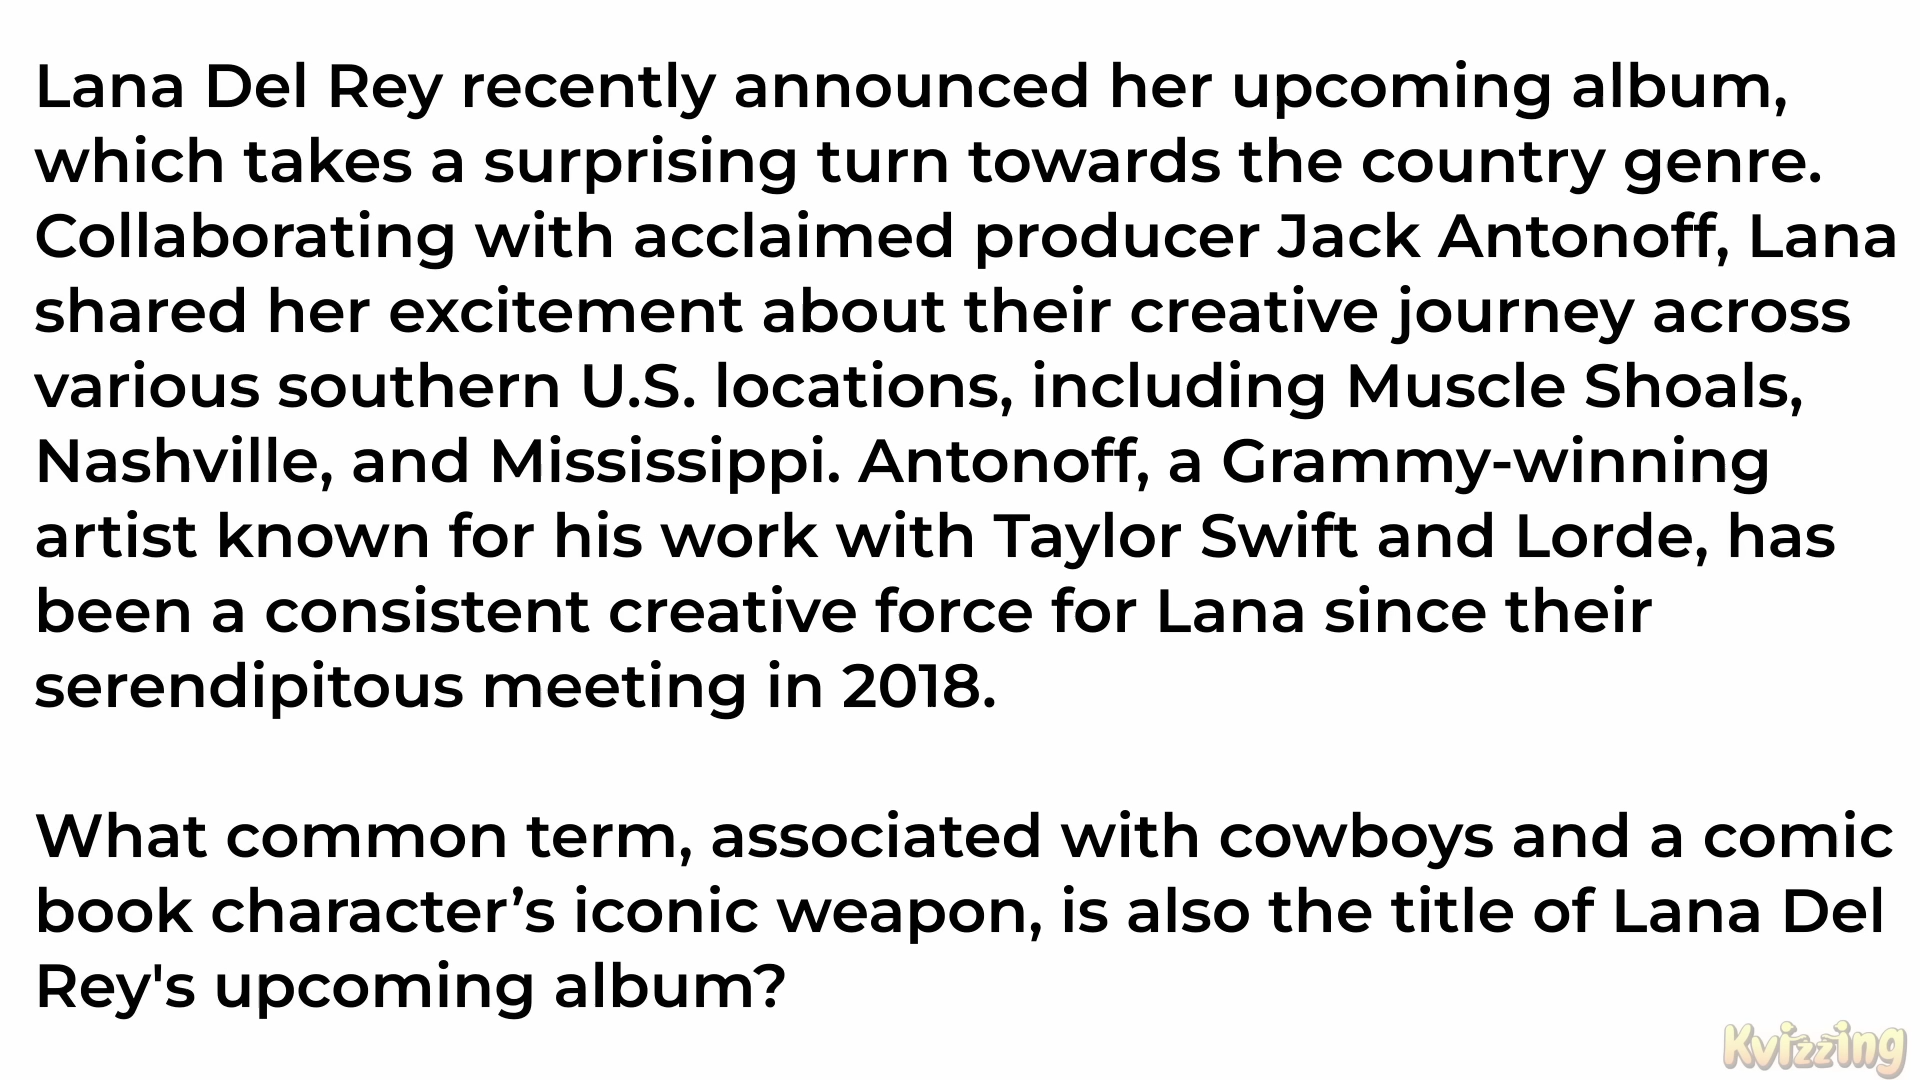 Lana Del Rey recently announced her upcoming album,
which takes a surprising turn towards the country genre.
Collaborating with acclaimed producer Jack Antonoff, Lana
shared her excitement about their creative journey across
various southern U.S. locations, including Muscle Shoals,
Nashville, and Mississippi. Antonoff, a Grammy-winning
artist known for his work with Taylor Swift and Lorde, has
been a consistent creative force for Lana since their
serendipitous meeting in 2018.
What common term, associated with cowboys and a comic
book character’s iconic weapon, is also the title of Lana Del
Rey's upcoming album?
Kvizzing